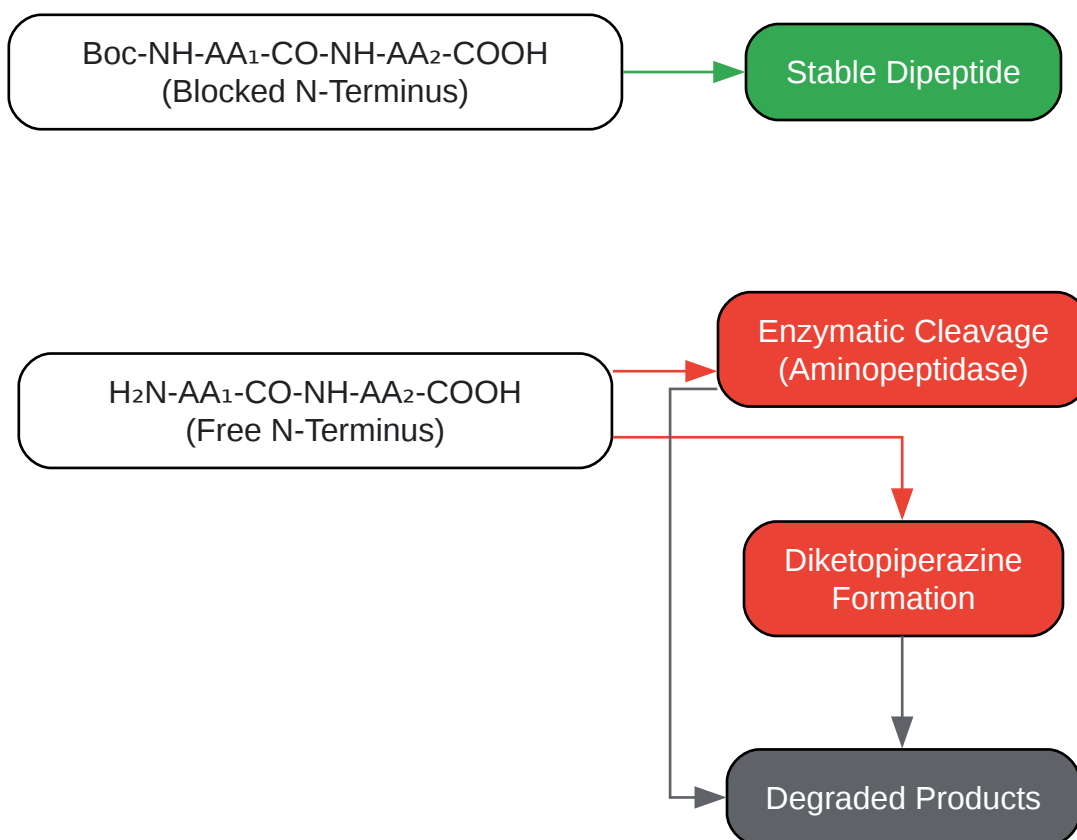 Boc-NH-AA₁-CO-NH-AA₂-COOH
(Blocked N-Terminus)
Stable Dipeptide
Enzymatic Cleavage
(Aminopeptidase)
H₂N-AA₁-CO-NH-AA₂-COOH
(Free N-Terminus)
Diketopiperazine
Formation
Degraded Products